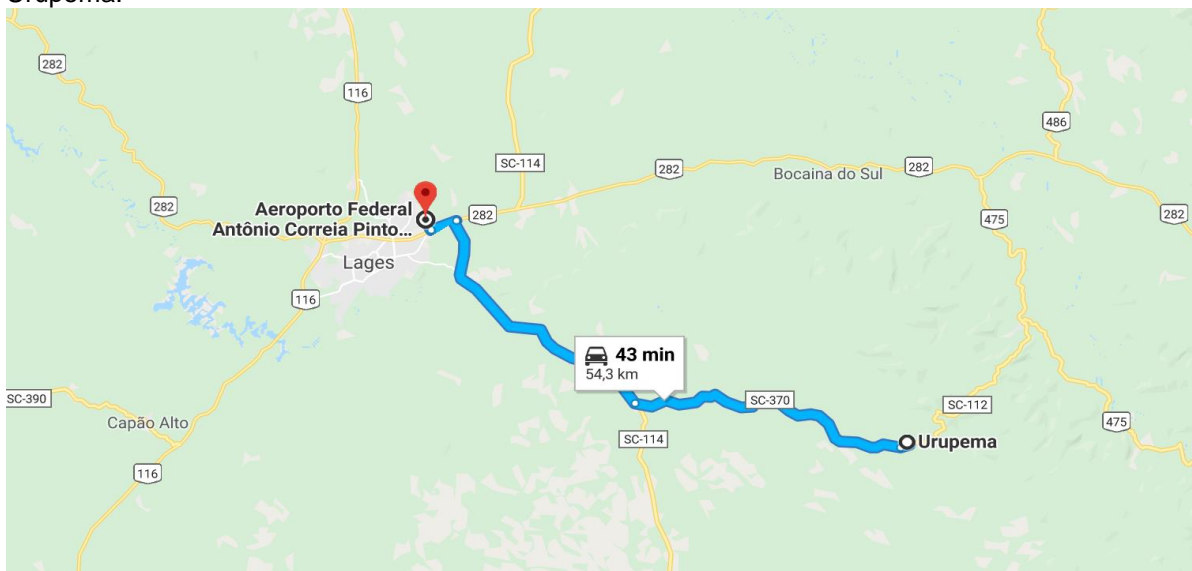 Urupema.
282
116
SC-114
486
282
Bocaina do Sul
282
282
Aeroporto Federal
Antônio Correia Pinto...
282
475
282
Lages
116
43 min
54,3 km
SC-390
Capão Alto
SC-370
SC-112
475
SC-114
Urupema
116